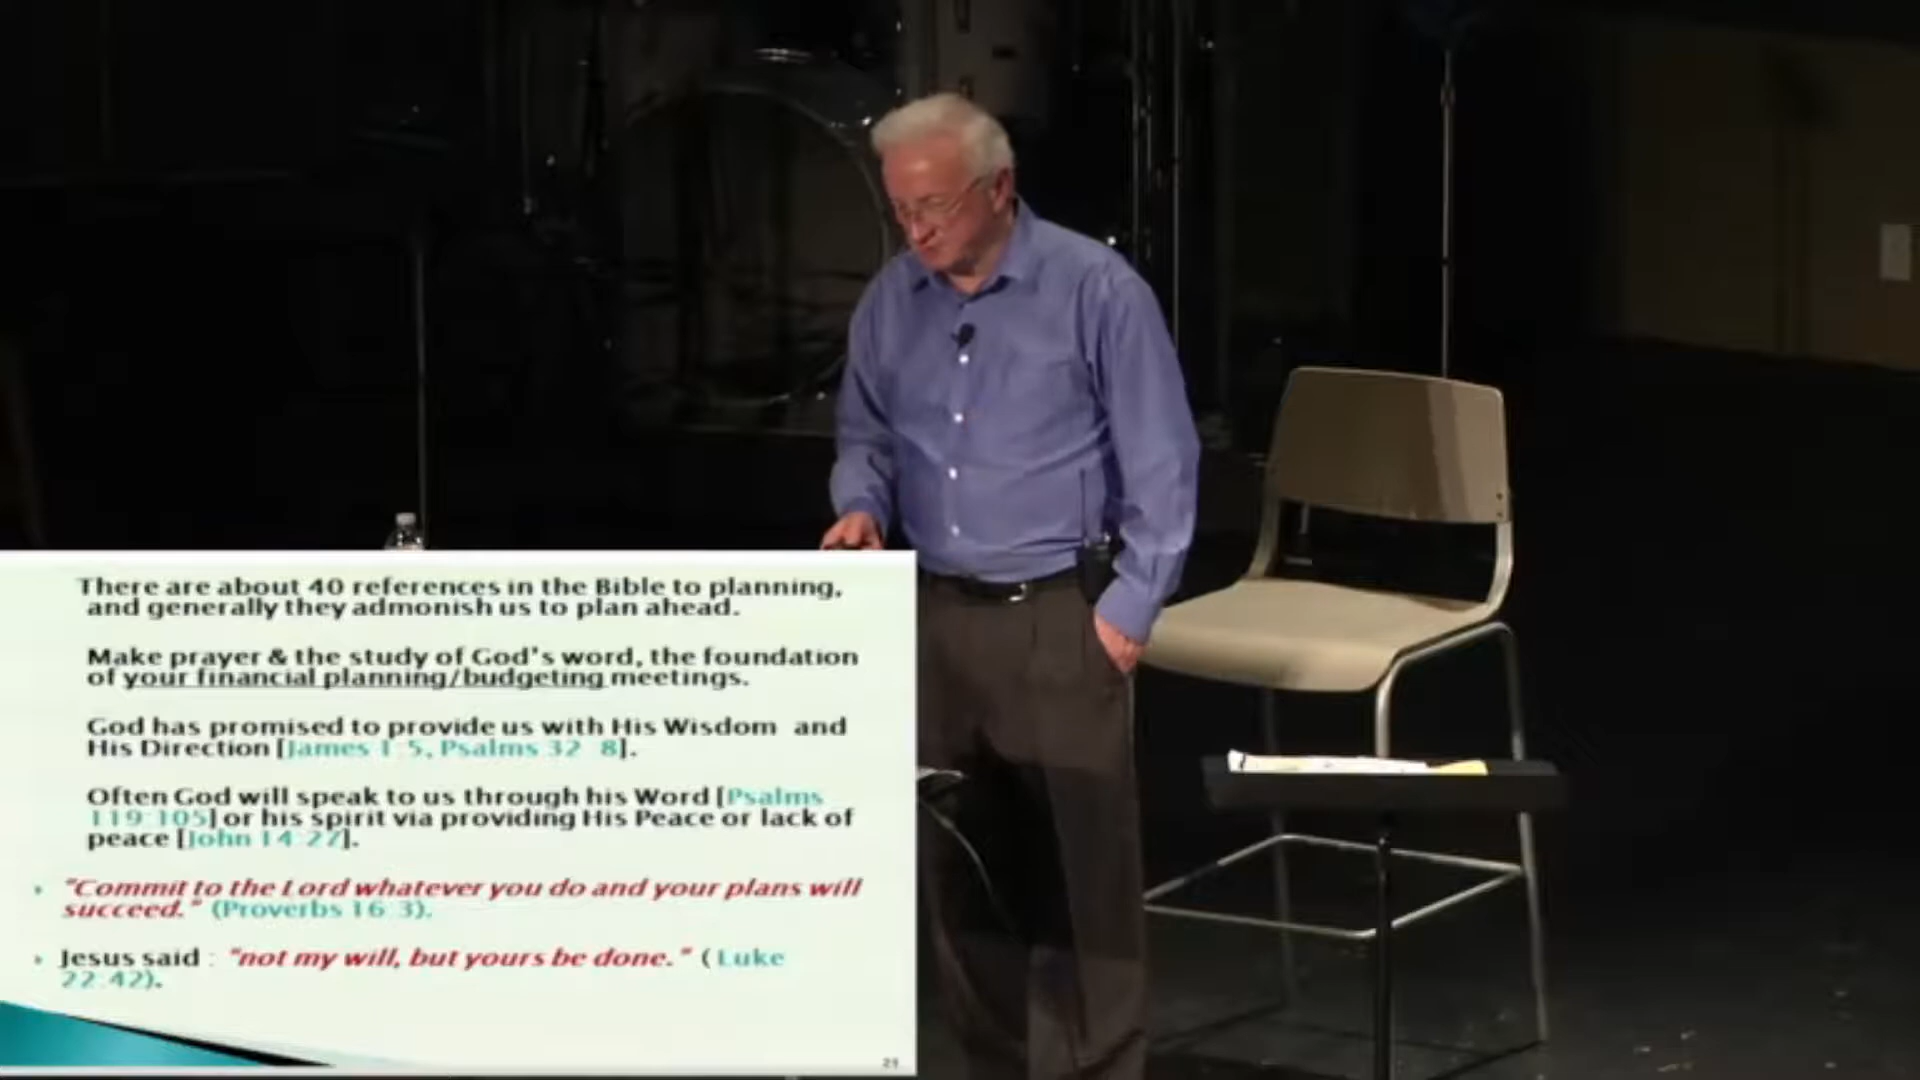 There are about 40 references in the Bible to planning,
and generally they admonish us to plan ahead.
Make prayer & the study of God's word, the foundation
of your financial planning/budgeting meetings.
God has promised to provide us with His Wisdom and
His Direction [James 1:5, Psalms 32:8].
Often God will speak to us through his Word [Psalms
119:105] or his spirit via providing His Peace or lack of
peace [John 14:27].
"Commit to the Lord whatever you do and your plans will
succeed." (Proverbs 16:3).
Jesus said : "not my will, but yours be done." (Luke
22:42).